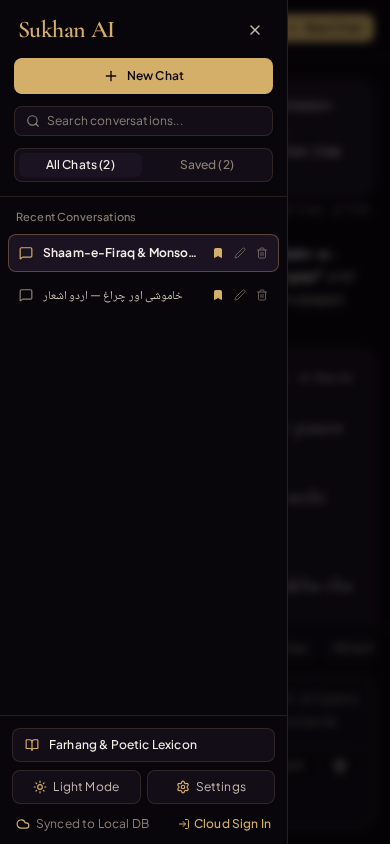 Sukhan AI
New Chat
Search conversations...
All Chats (2)
Saved (2)
Recent Conversations
Shaam-e-Firaq & Monso...
خاموشی اور چراغ — اردو اشعار
Farhang & Poetic Lexicon
Light Mode
Settings
Synced to Local DB
Cloud Sign In